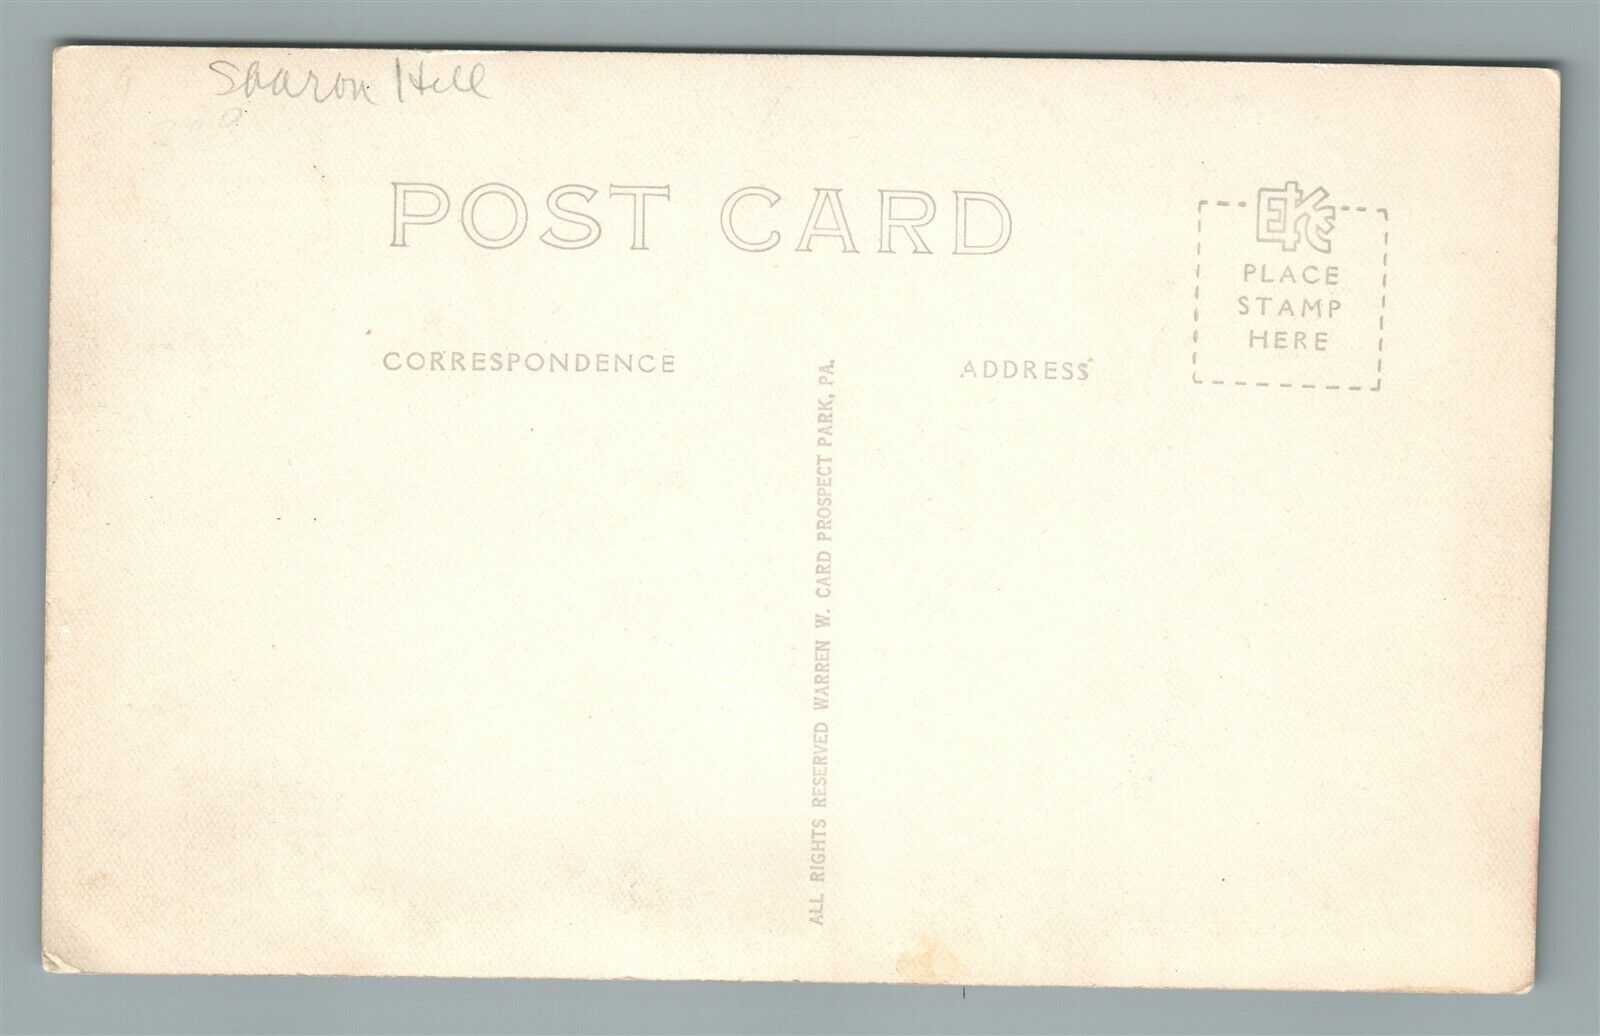 Sharon Hill
POST CARD
EKC
PLACE
STAMP
HERE
CORRESPONDENCE
ADDRESS
ALL RIGHTS RESERVED WARREN W. CARD PROSPECT PARK, PA.